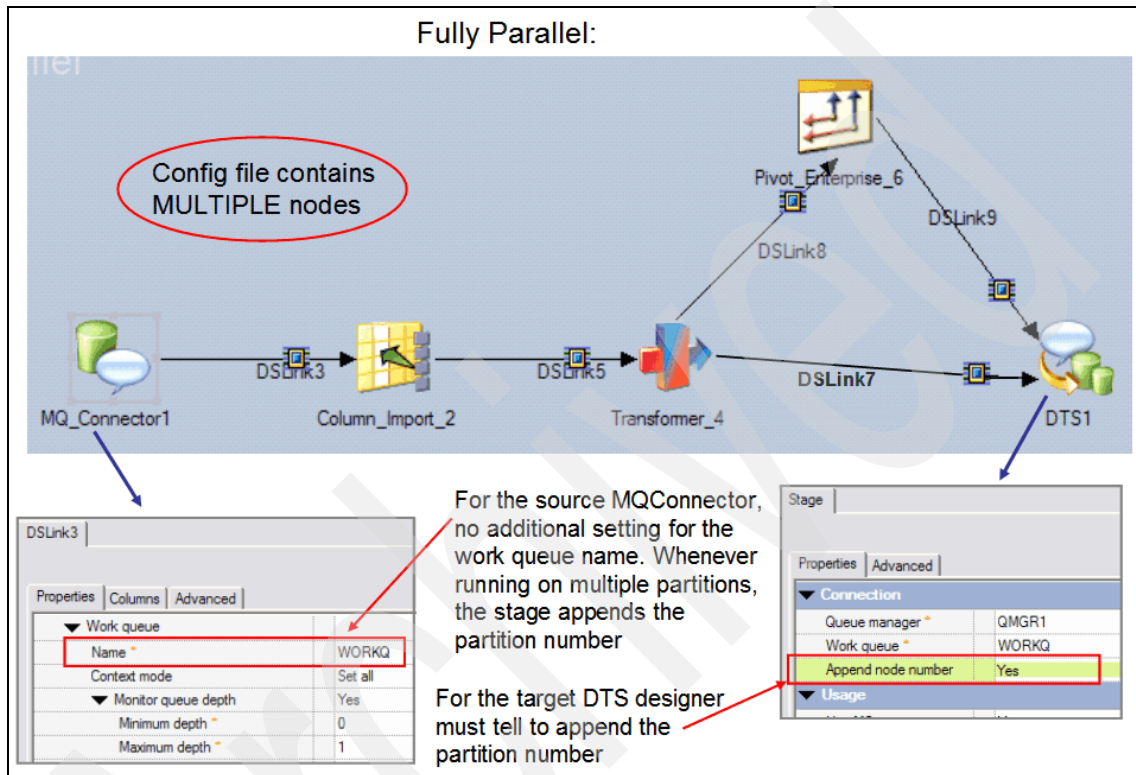 Fully Parallel:
allel
Config file contains
MULTIPLE nodes
Pivot_Enterprise_6
DSLink9
DSLink8
DSLink3
DSLink5
DSLink7
MQ_Connector1
Column_Import_2
Transformer_4
DTS1
DSLink3
Properties
Columns
Advanced
Work queue
Name *
WORKQ
Context mode
Set all
Monitor queue depth
Yes
Minimum depth *
0
Maximum depth *
1
For the source MQConnector,
no additional setting for the
work queue name. Whenever
running on multiple partitions,
the stage appends the
partition number
For the target DTS designer
must tell to append the
partition number
Stage
Properties
Advanced
Connection
Queue manager *
QMGR1
Work queue *
WORKQ
Append node number
Yes
Usage